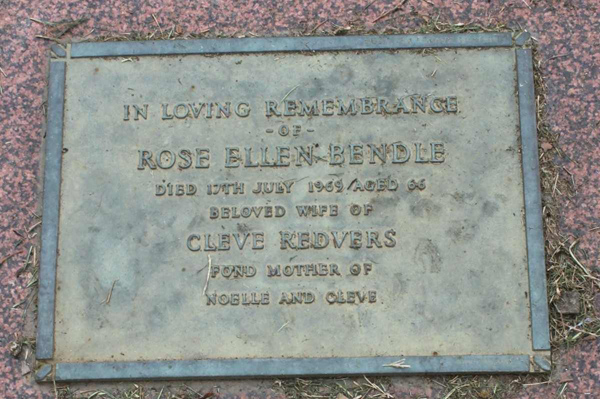 IN LOVING REMEMBRANCE
- OF -
ROSE ELLEN BENDLE
DIED 17TH JULY 1969 AGED 66
BELOVED WIFE OF
CLEVE REDVERS
FOND MOTHER OF
NOELLE AND CLEVE